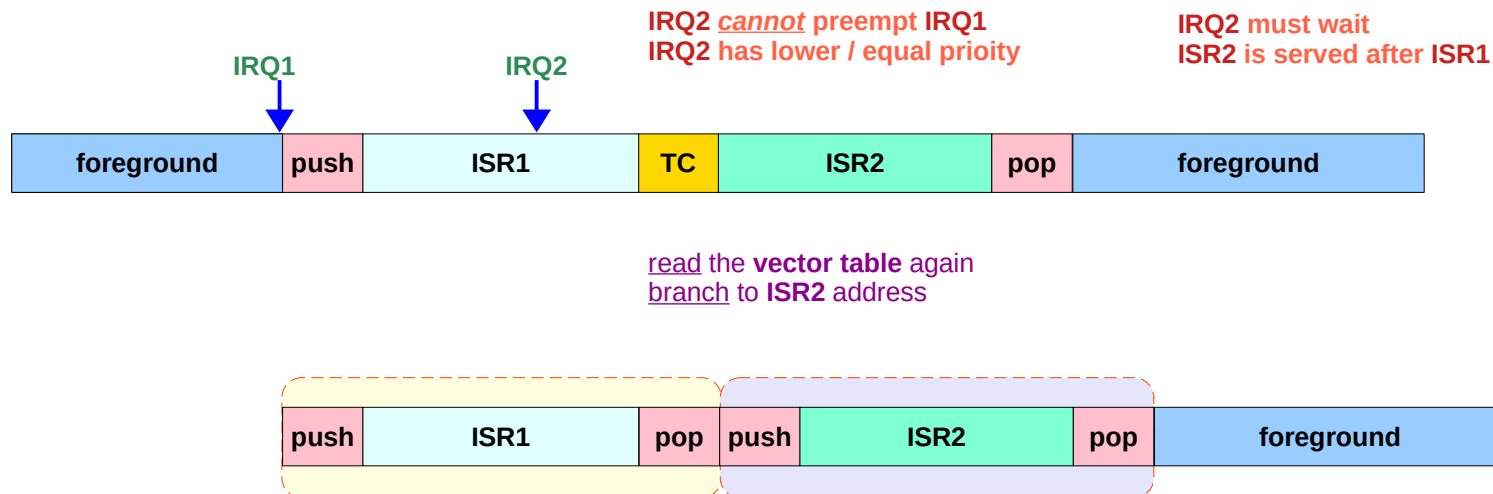 IRQ2 cannot preempt IRQ1
IRQ2 has lower / equal prioity
IRQ2 must wait
ISR2 is served after ISR1
IRQ1
IRQ2
foreground push ISR1 TC ISR2 pop foreground
read the vector table again
branch to ISR2 address
push ISR1 pop push ISR2 pop foreground